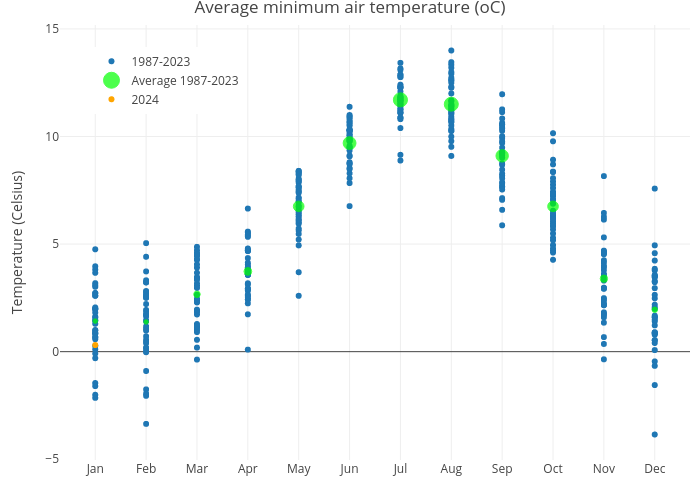 Average minimum air temperature (oC)
15
1987-2023
Average 1987-2023
2024
10
5
0
−5
Temperature (Celsius)
Jan Feb Mar Apr May Jun Jul Aug Sep Oct Nov Dec